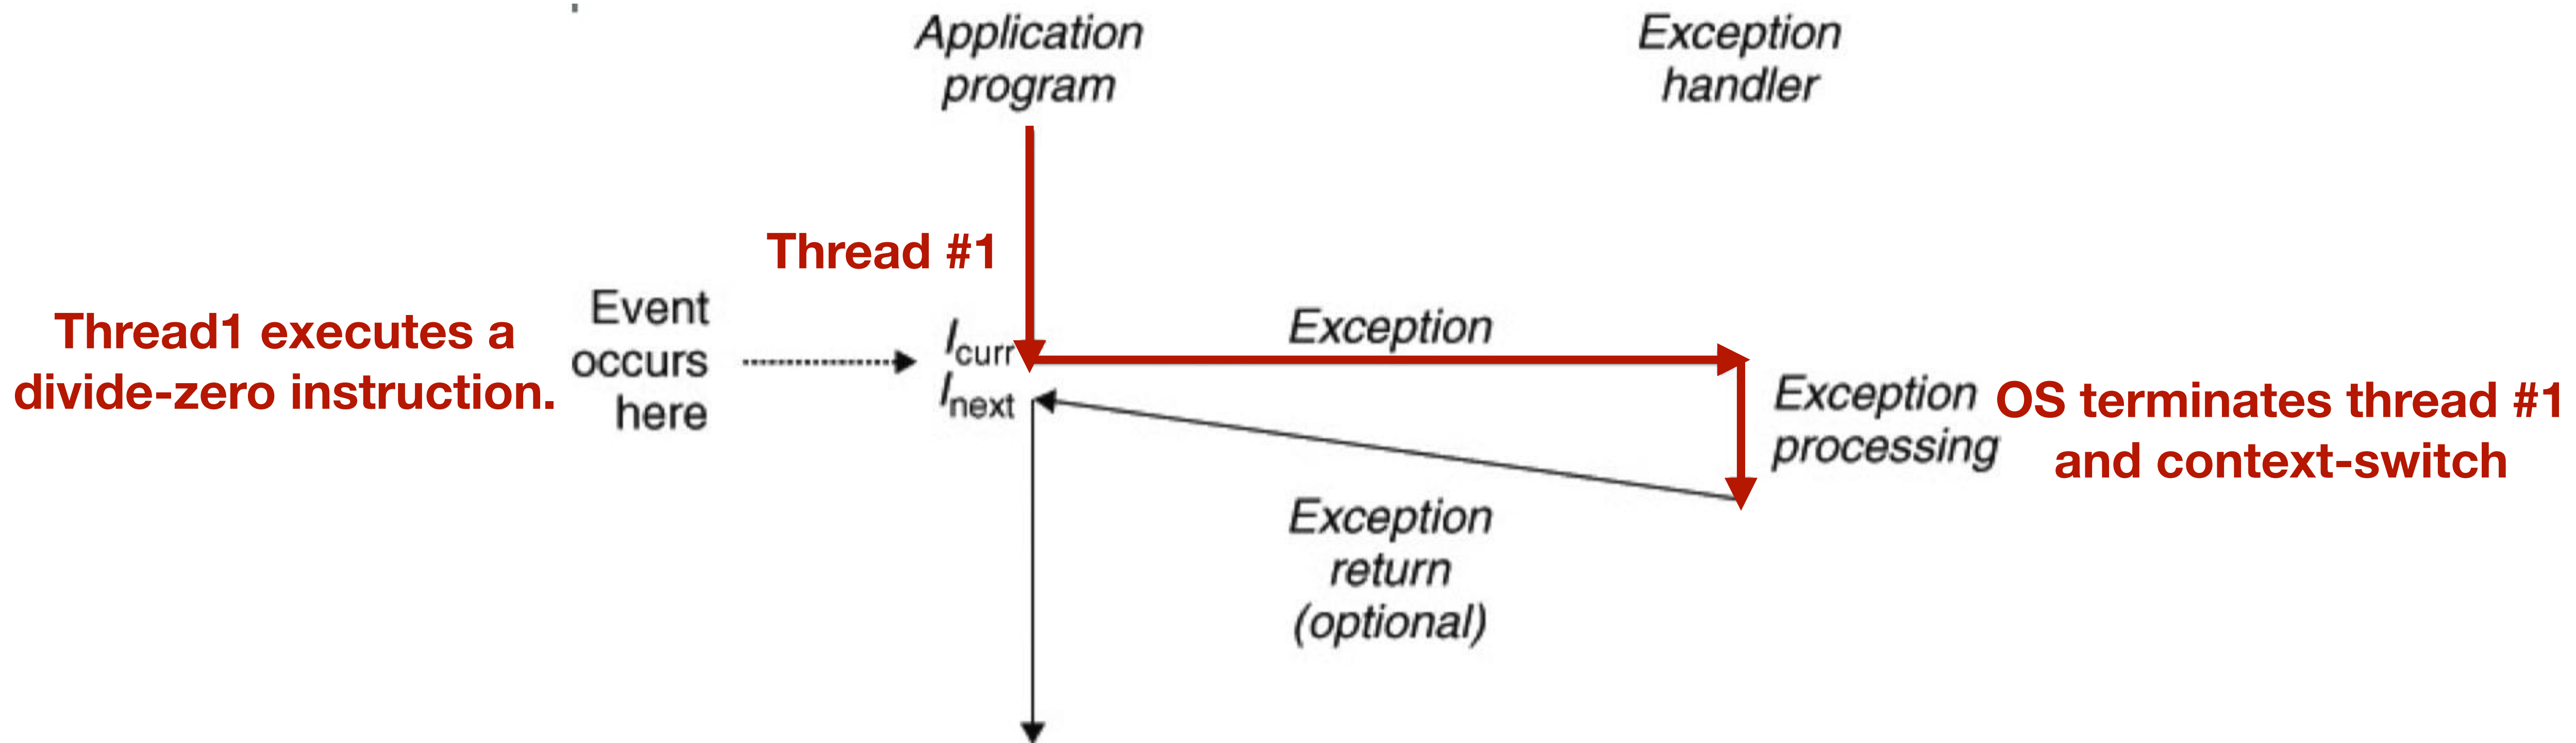 Application
program
Exception
handler
Thread #1
Thread1 executes a
divide-zero instruction.
Event
occurs
here
Icurr
Inext
Exception
Exception
processing
OS terminates thread #1
and context-switch
Exception
return
(optional)